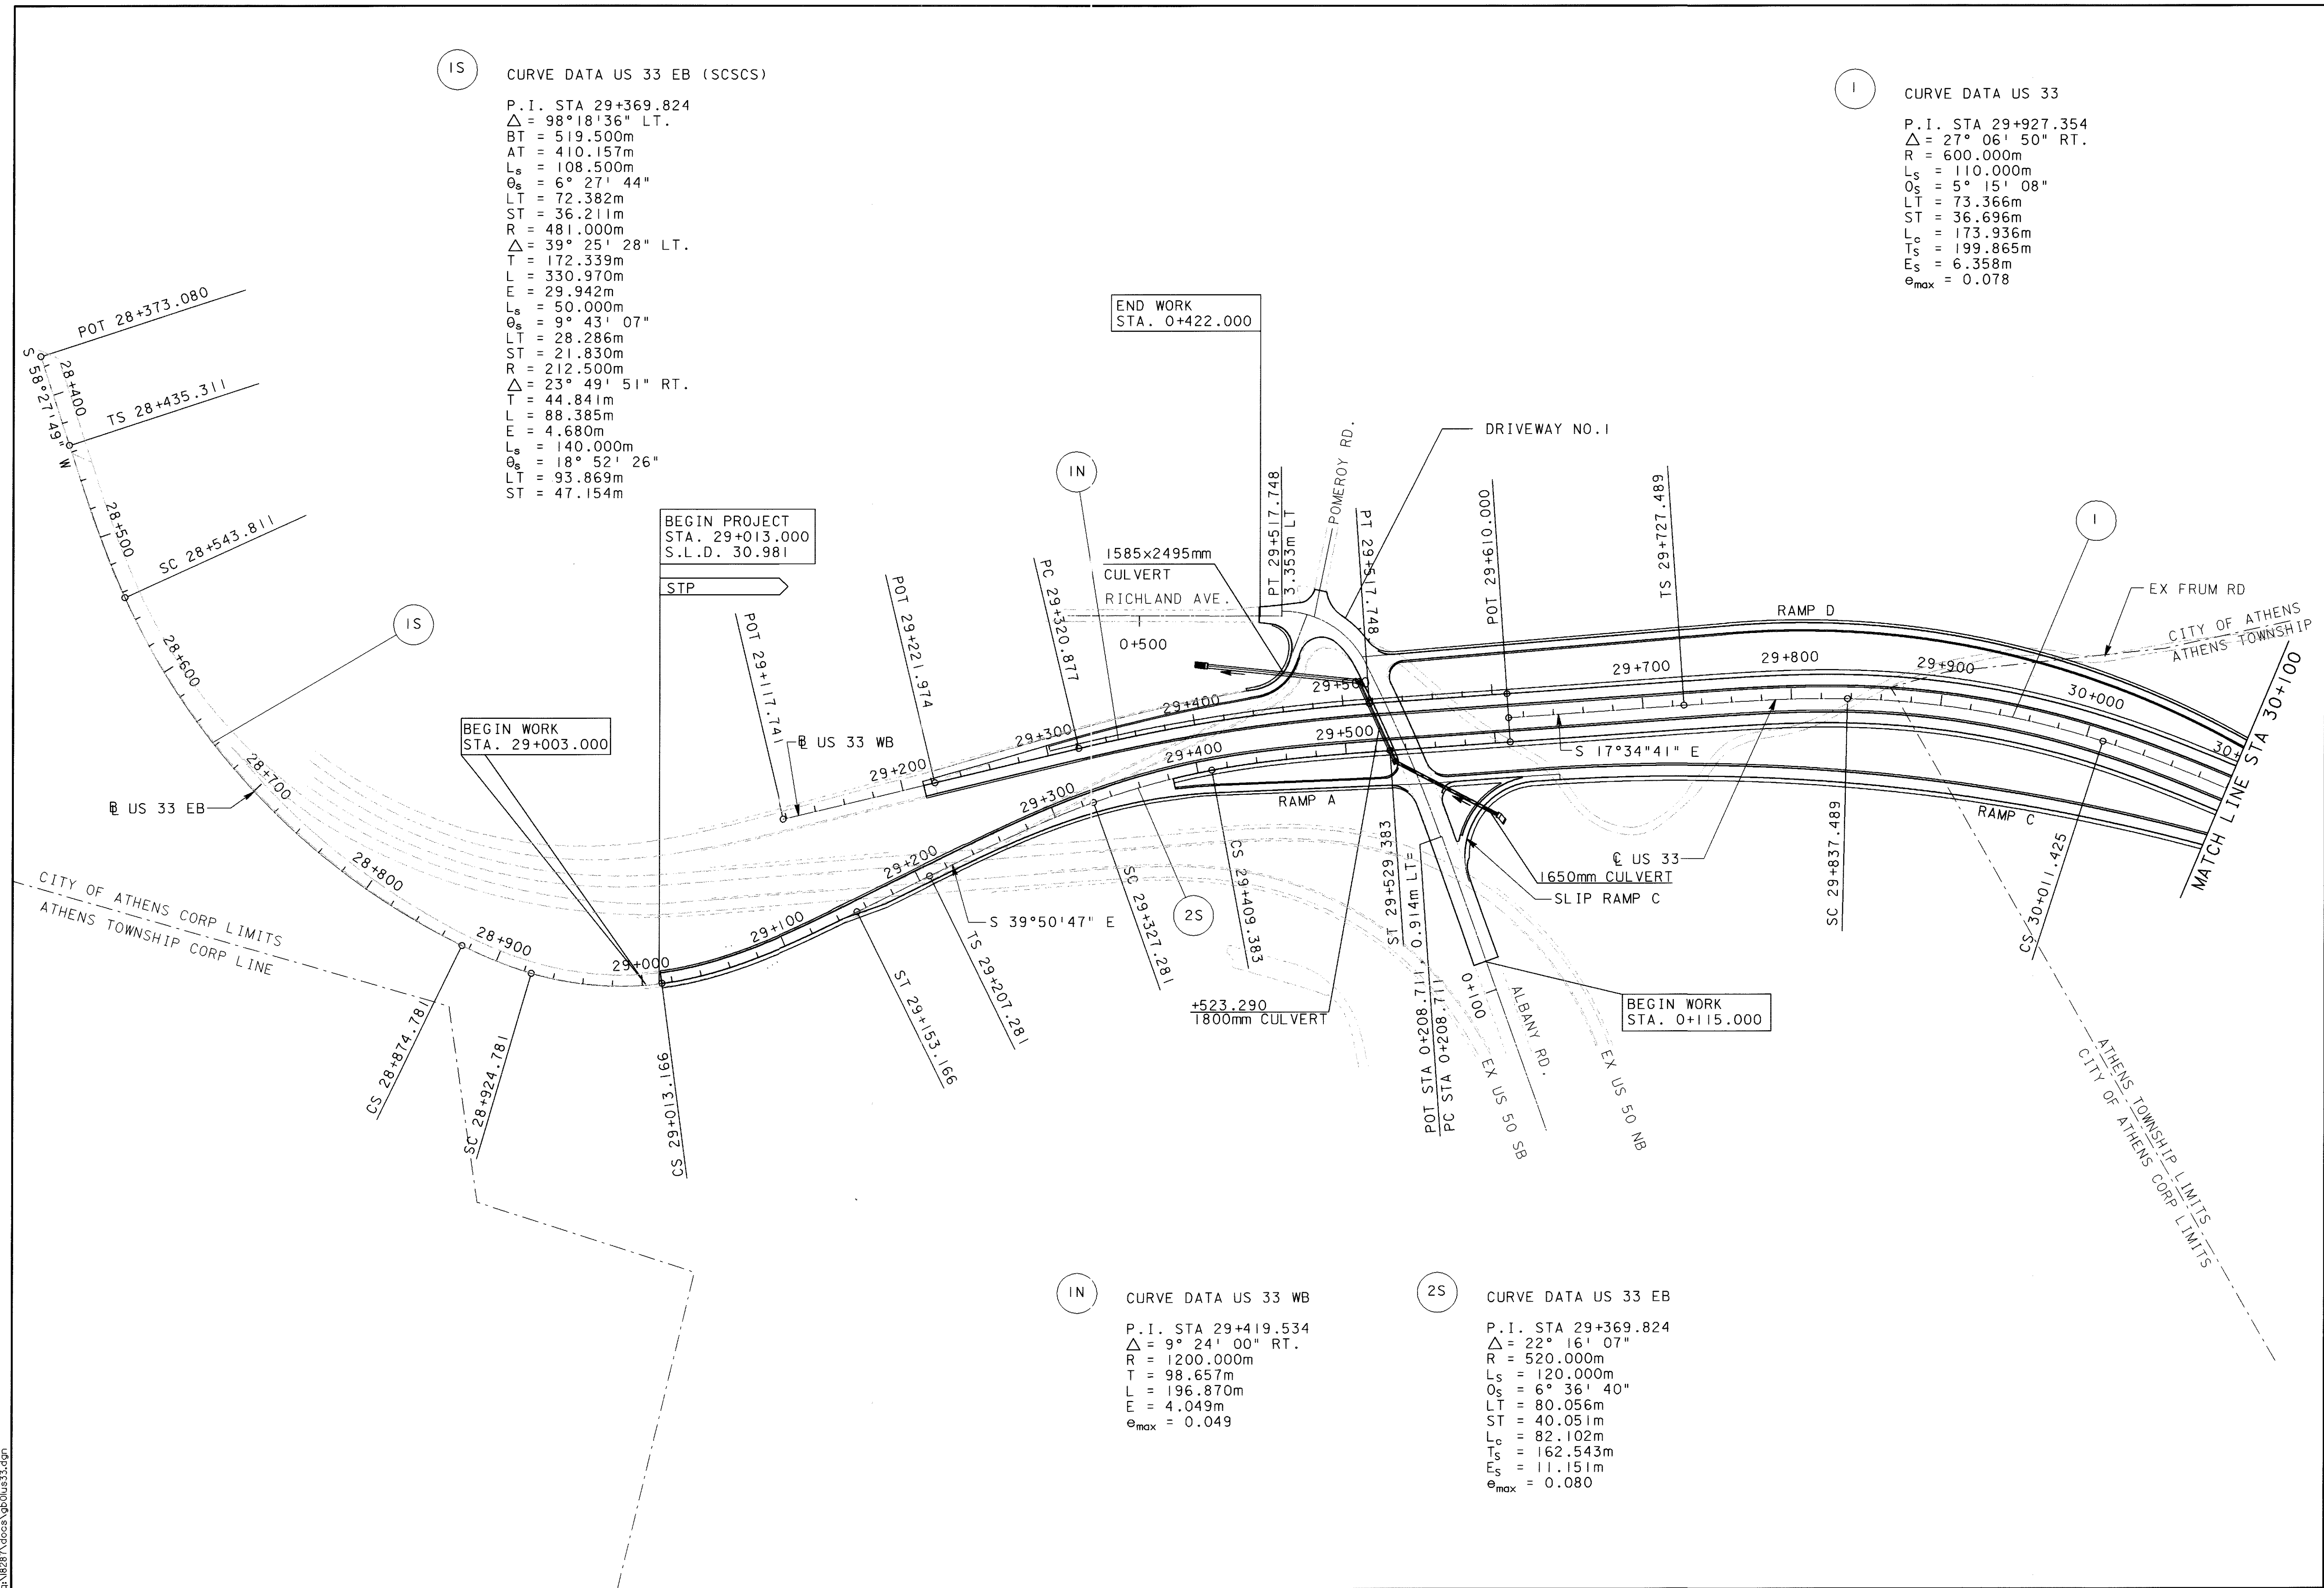 1S
CURVE DATA US 33 EB (SCSCS)
P.I. STA 29+369.824
△ = 98°18'36" LT.
BT = 519.500m
AT = 410.157m
Ls = 108.500m
θs = 6° 27' 44"
LT = 72.382m
ST = 36.211m
R = 481.000m
△ = 39° 25' 28" LT.
T = 172.339m
L = 330.970m
E = 29.942m
Ls = 50.000m
θs = 9° 43' 07"
LT = 28.286m
ST = 21.830m
R = 212.500m
△ = 23° 49' 51" RT.
T = 44.841m
L = 88.385m
E = 4.680m
Ls = 140.000m
θs = 18° 52' 26"
LT = 93.869m
ST = 47.154m
1
CURVE DATA US 33
P.I. STA 29+927.354
△ = 27° 06' 50" RT.
R = 600.000m
Ls = 110.000m
0s = 5° 15' 08"
LT = 73.366m
ST = 36.696m
Lc = 173.936m
Ts = 199.865m
Es = 6.358m
emax = 0.078
POT 28+373.080
S 58°27'49" W
28+400
TS 28+435.311
28+500
SC 28+543.811
28+600
1S
28+700
℄ US 33 EB
28+800
CITY OF ATHENS CORP LIMITS
ATHENS TOWNSHIP CORP LINE
28+900
CS 28+874.781
SC 28+924.781
BEGIN WORK
STA. 29+003.000
29+000
CS 29+013.166
BEGIN PROJECT
STA. 29+013.000
S.L.D. 30.981
STP
29+100
ST 29+153.166
29+200
TS 29+207.281
S 39°50'47" E
29+300
SC 29+327.281
2S
29+400
CS 29+409.383
29+500
ST 29+529.383
POT 29+117.741
℄ US 33 WB
29+200
POT 29+221.974
29+300
PC 29+320.877
1N
29+400
29+500
END WORK
STA. 0+422.000
1585x2495mm
CULVERT
RICHLAND AVE.
0+500
PT 29+517.748
3.353m LT
POMEROY RD.
DRIVEWAY NO.1
PT 29+517.748
POT 29+610.000
TS 29+727.489
1
EX FRUM RD
CITY OF ATHENS
ATHENS TOWNSHIP
RAMP D
29+700
29+800
29+900
30+000
30+
MATCH LINE STA 30+100
S 17°34'41" E
RAMP A
RAMP C
℄ US 33
1650mm CULVERT
SLIP RAMP C
SC 29+837.489
CS 30+011.425
+523.290
1800mm CULVERT
POT STA 0+208.711, 0.914m LT=
PC STA 0+208.711
0+100
ALBANY RD.
BEGIN WORK
STA. 0+115.000
EX US 50 SB
EX US 50 NB
ATHENS TOWNSHIP LIMITS
CITY OF ATHENS CORP LIMITS
1N
CURVE DATA US 33 WB
P.I. STA 29+419.534
△ = 9° 24' 00" RT.
R = 1200.000m
T = 98.657m
L = 196.870m
E = 4.049m
emax = 0.049
2S
CURVE DATA US 33 EB
P.I. STA 29+369.824
△ = 22° 16' 07"
R = 520.000m
Ls = 120.000m
0s = 6° 36' 40"
LT = 80.056m
ST = 40.051m
Lc = 82.102m
Ts = 162.543m
Es = 11.151m
emax = 0.080